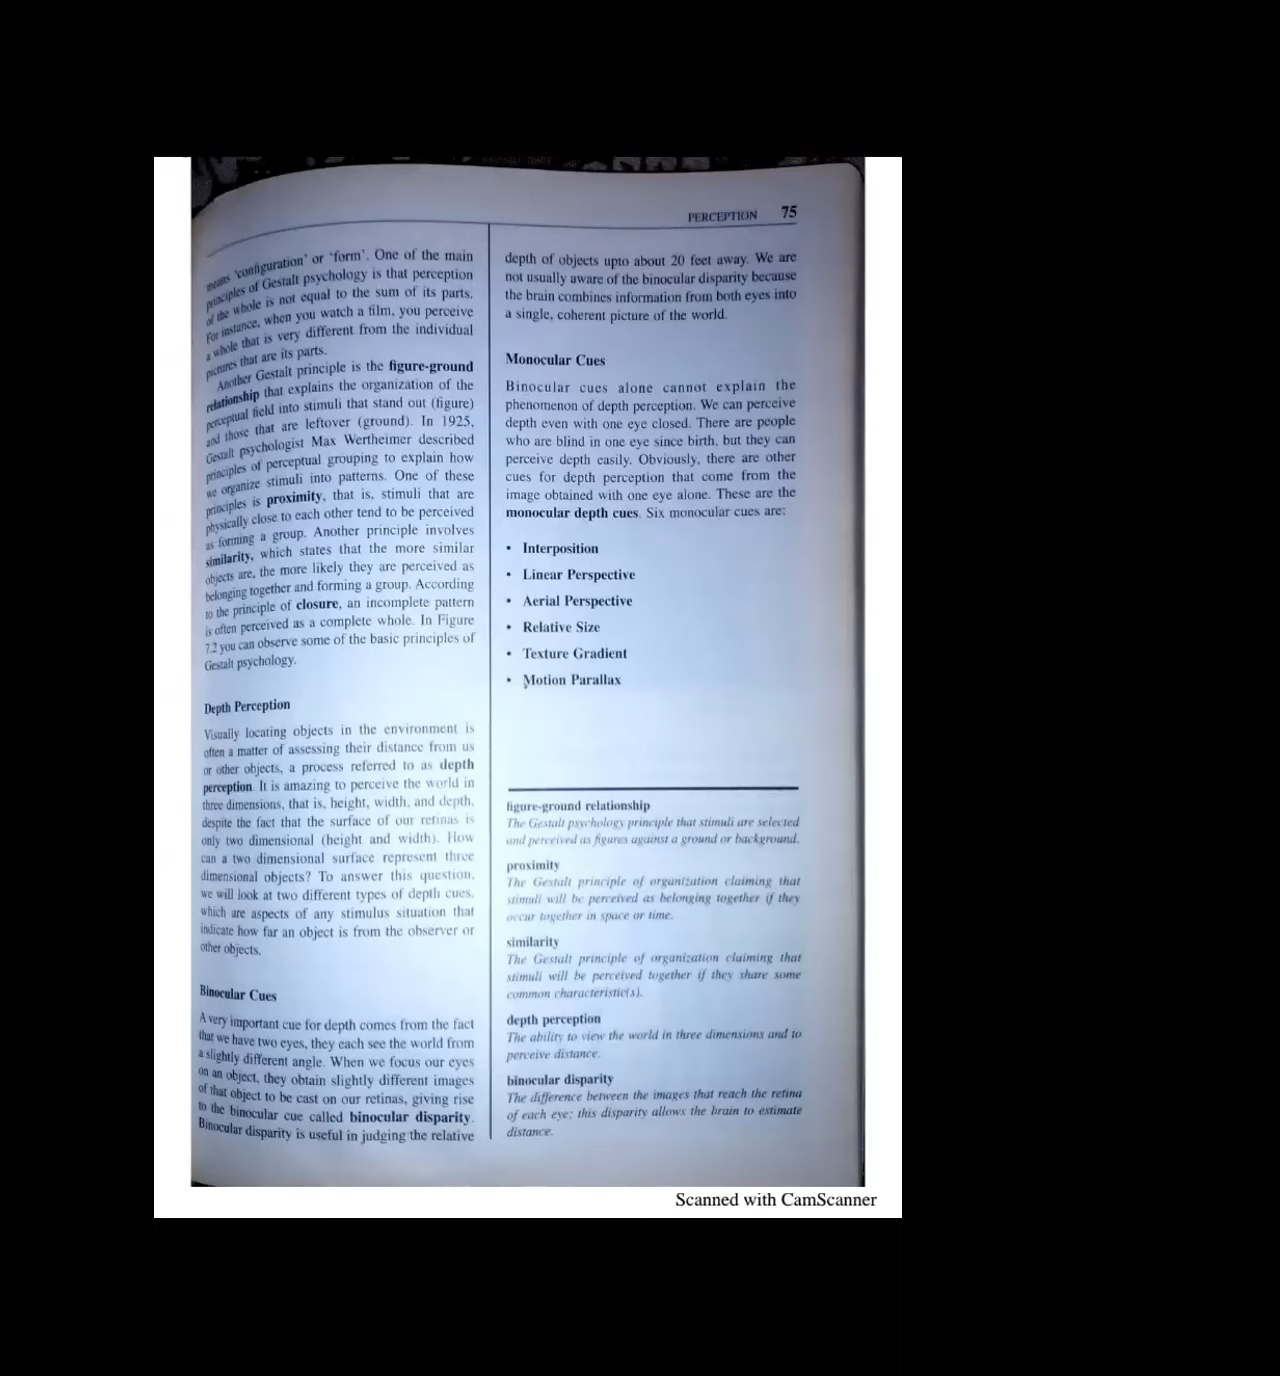 PERCEPTION 75
means 'configuration' or 'form'. One of the main
principles of Gestalt psychology is that perception
of the whole is not equal to the sum of its parts.
For instance, when you watch a film, you perceive
a whole that is very different from the individual
pictures that are its parts.
Another Gestalt principle is the figure-ground
relationship that explains the organization of the
perceptual field into stimuli that stand out (figure)
and those that are leftover (ground). In 1925,
Gestalt psychologist Max Wertheimer described
principles of perceptual grouping to explain how
we organize stimuli into patterns. One of these
principles is proximity, that is, stimuli that are
physically close to each other tend to be perceived
as forming a group. Another principle involves
similarity, which states that the more similar
objects are, the more likely they are perceived as
belonging together and forming a group. According
to the principle of closure, an incomplete pattern
is often perceived as a complete whole. In Figure
7.2 you can observe some of the basic principles of
Gestalt psychology.
Depth Perception
Visually locating objects in the environment is
often a matter of assessing their distance from us
or other objects, a process referred to as depth
perception. It is amazing to perceive the world in
three dimensions, that is, height, width, and depth,
despite the fact that the surface of our retinas is
only two dimensional (height and width). How
can a two dimensional surface represent three
dimensional objects? To answer this question,
we will look at two different types of depth cues,
which are aspects of any stimulus situation that
indicate how far an object is from the observer or
other objects.
Binocular Cues
A very important cue for depth comes from the fact
that we have two eyes, they each see the world from
a slightly different angle. When we focus our eyes
on an object, they obtain slightly different images
of that object to be cast on our retinas, giving rise
to the binocular cue called binocular disparity.
Binocular disparity is useful in judging the relative
depth of objects upto about 20 feet away. We are
not usually aware of the binocular disparity because
the brain combines information from both eyes into
a single, coherent picture of the world.
Monocular Cues
Binocular cues alone cannot explain the
phenomenon of depth perception. We can perceive
depth even with one eye closed. There are people
who are blind in one eye since birth, but they can
perceive depth easily. Obviously, there are other
cues for depth perception that come from the
image obtained with one eye alone. These are the
monocular depth cues. Six monocular cues are:
• Interposition
• Linear Perspective
• Aerial Perspective
• Relative Size
• Texture Gradient
• Motion Parallax
figure-ground relationship
The Gestalt psychology principle that stimuli are selected
and perceived as figures against a ground or background.
proximity
The Gestalt principle of organization claiming that
stimuli will be perceived as belonging together if they
occur together in space or time.
similarity
The Gestalt principle of organization claiming that
stimuli will be perceived together if they share some
common characteristic(s).
depth perception
The ability to view the world in three dimensions and to
perceive distance.
binocular disparity
The difference between the images that reach the retina
of each eye; this disparity allows the brain to estimate
distance.
Scanned with CamScanner